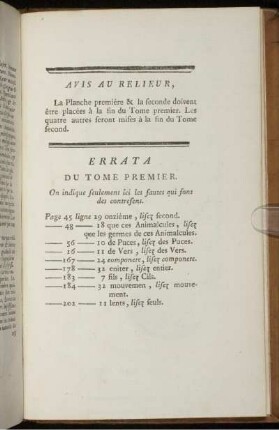 AVIS AU RELIEUR,
La Planche première & la seconde doivent
être placées à la fin du Tome premier. Les
quatre autres seront mises à la fin du Tome
second.
ERRATA
DU TOME PREMIER.
On indique seulement ici les fautes qui font
des contresens.
Page 45 ligne 29 onzième, lisez second.
—— 48 —— 18 que ces Animalcules, lisez
que les germes de ces Animalcules.
—— 56 —— 10 de Puces, lisez des Puces.
—— 16 —— 11 de Vers, lisez des Vers.
——167—— 24 componete, lisez componere.
——178—— 32 entier, lisez entier.
——183—— 7 fils, lisez Cils.
——184—— 32 mouvemen, lisez mouve-
ment.
——202—— 11 lents, lisez seuls.